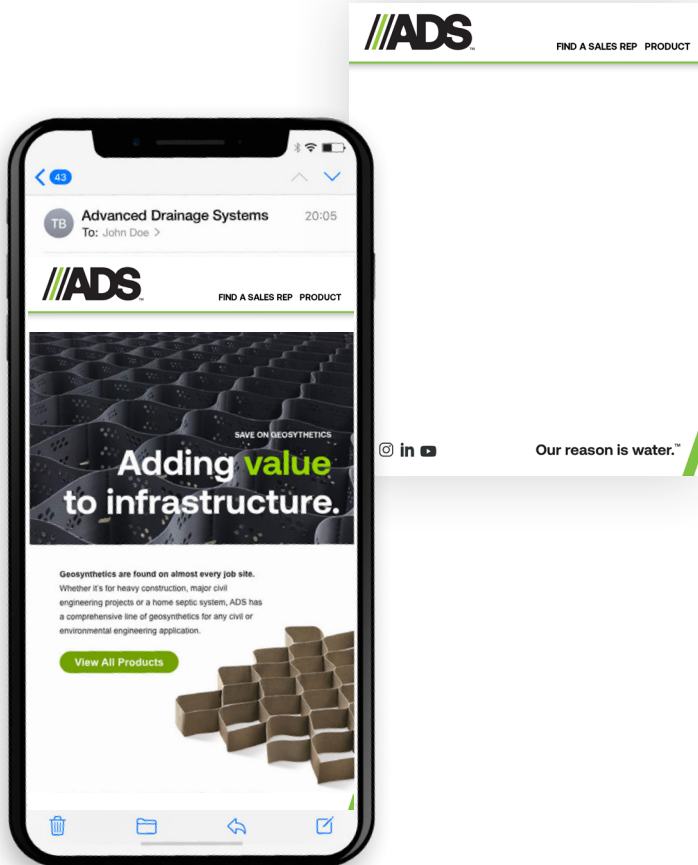 ADS™
FIND A SALES REP PRODUCT
43
TB
Advanced Drainage Systems
20:05
To: John Doe >
ADS™
FIND A SALES REP PRODUCT
SAVE ON GEOSYTHETICS
Adding value
to infrastructure.
Our reason is water.™
Geosynthetics are found on almost every job site.
Whether it's for heavy construction, major civil
engineering projects or a home septic system, ADS has
a comprehensive line of geosynthetics for any civil or
environmental engineering application.
View All Products